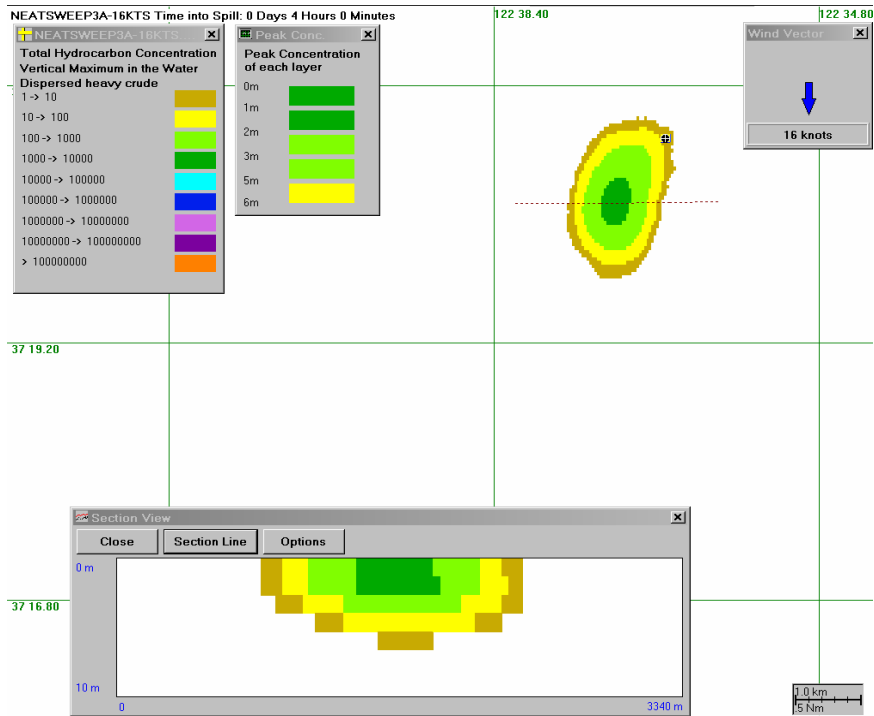 NEATSWEEP3A-16KTS Time into Spill: 0 Days 4 Hours 0 Minutes
122 38.40
122 34.80
NEATSWEEP3A-16KTS
Total Hydrocarbon Concentration
Vertical Maximum in the Water
Dispersed heavy crude
1 -> 10
10 -> 100
100 -> 1000
1000 -> 10000
10000 -> 100000
100000 -> 1000000
1000000 -> 10000000
10000000 -> 100000000
> 100000000
Peak Conc.
Peak Concentration
of each layer
0m
1m
2m
3m
5m
6m
Wind Vector
16 knots
37 19.20
Section View
Close
Section Line
Options
0 m
10 m
0
3340 m
37 16.80
1.0 km
.5 Nm